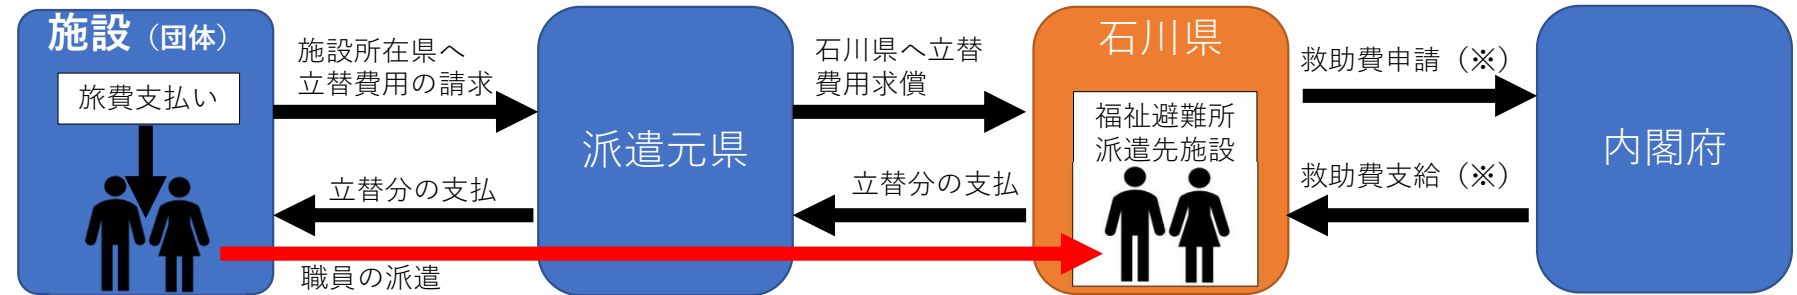 施設（団体）
旅費支払い
施設所在県へ
立替費用の請求
立替分の支払
職員の派遣
派遣元県
石川県へ立替
費用求償
立替分の支払
石川県
福祉避難所
派遣先施設
救助費申請（※）
救助費支給（※）
内閣府